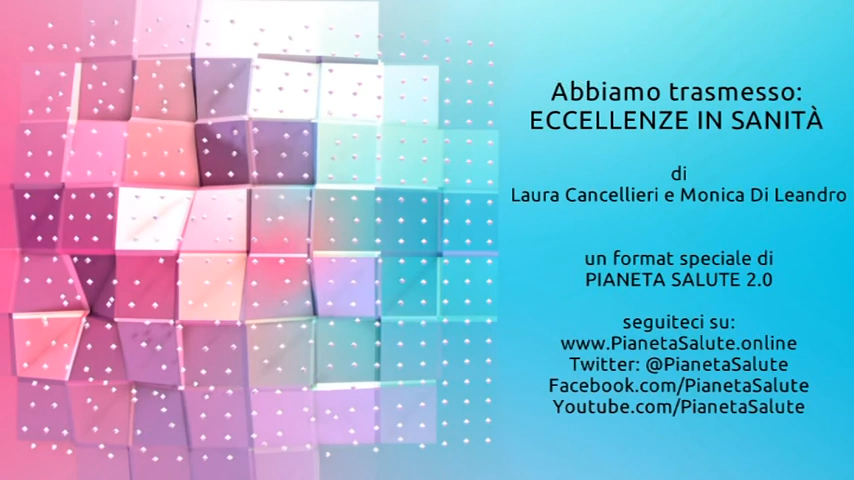 Abbiamo trasmesso:
ECCELLENZE IN SANITÀ
di
Laura Cancellieri e Monica Di Leandro
un format speciale di
PIANETA SALUTE 2.0
seguiteci su:
www.PianetaSalute.online
Twitter: @PianetaSalute
Facebook.com/PianetaSalute
Youtube.com/PianetaSalute